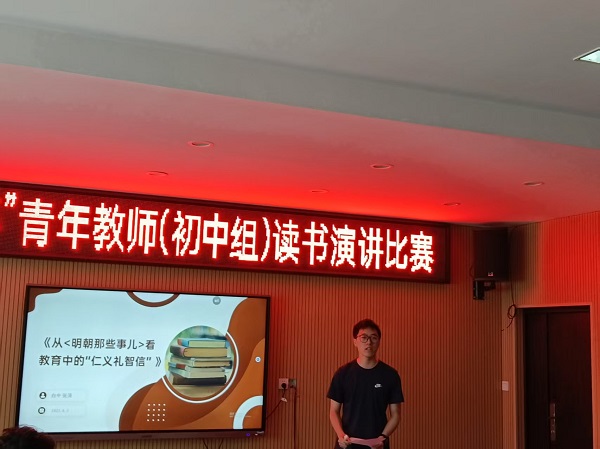 ”青年教师(初中组)读书演讲比赛
《从<明朝那些事儿>看
教育中的“仁义礼智信”》